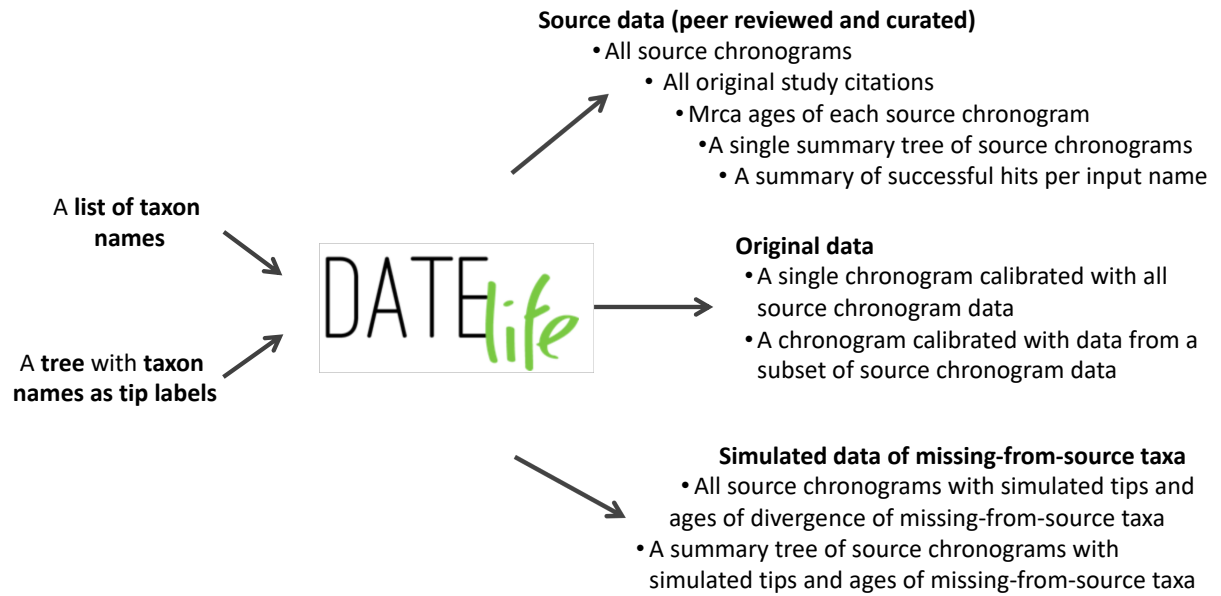 A list of taxon
names
A tree with taxon
names as tip labels
DATElife
Source data (peer reviewed and curated)
• All source chronograms
• All original study citations
• Mrca ages of each source chronogram
• A single summary tree of source chronograms
• A summary of successful hits per input name
Original data
• A single chronogram calibrated with all
source chronogram data
• A chronogram calibrated with data from a
subset of source chronogram data
Simulated data of missing-from-source taxa
• All source chronograms with simulated tips and
ages of divergence of missing-from-source taxa
• A summary tree of source chronograms with
simulated tips and ages of missing-from-source taxa